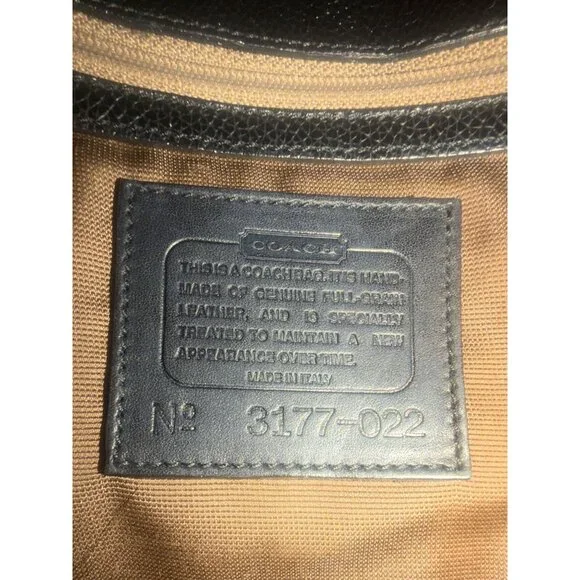 COACH
THIS IS A COACH BAG. IT IS HAND-
MADE OF GENUINE FULL-GRAIN
LEATHER, AND IS SPECIALLY
TREATED TO MAINTAIN A NEW
APPEARANCE OVER TIME.
MADE IN ITALY
Nº 3177-022